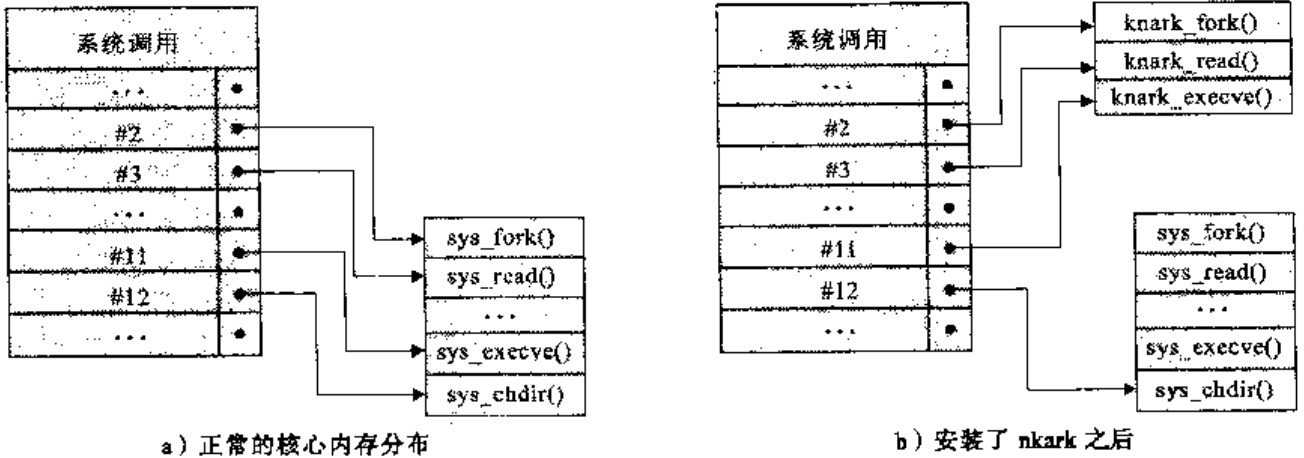 系统调用
...
#2
#3
...
#11
#12
...
sys_fork()
sys_read()
...
sys_execve()
sys_chdir()
a）正常的核心内存分布
系统调用
...
#2
#3
...
#11
#12
...
knark_fork()
knark_read()
knark_execve()
sys_fork()
sys_read()
...
sys_execve()
sys_chdir()
b）安装了 nkark 之后